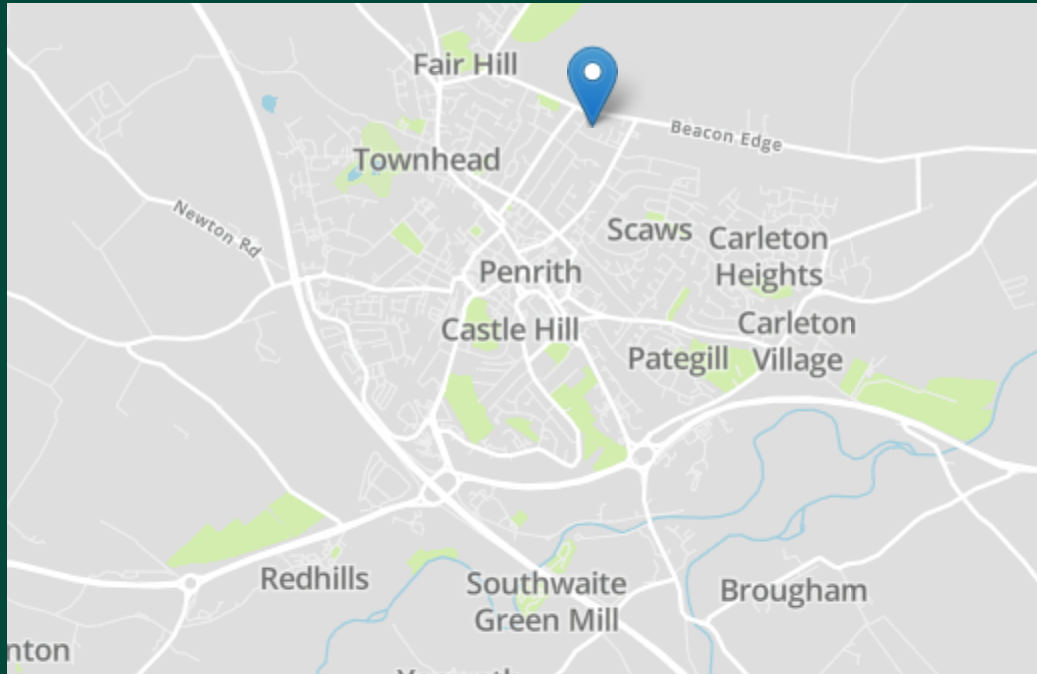 Fair Hill
Beacon Edge
Townhead
Newton Rd
Scaws
Carleton
Heights
Penrith
Castle Hill
Carleton
Village
Pategill
Redhills
Southwaite
Green Mill
Brougham
nton